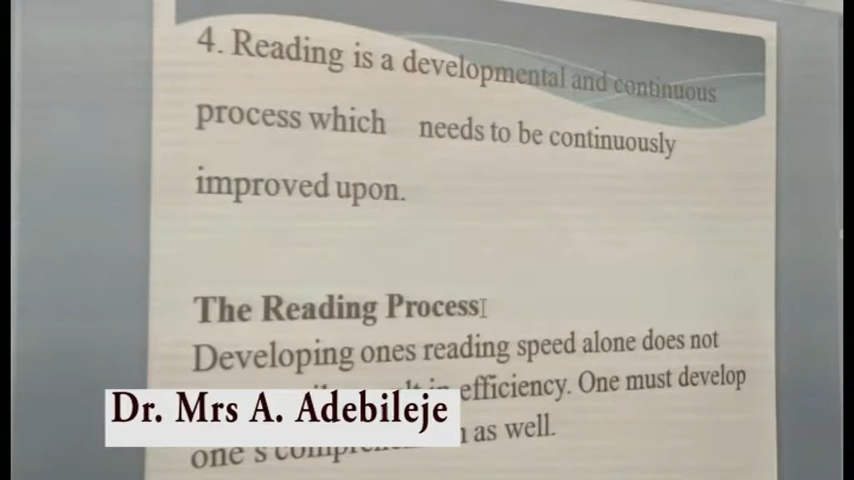 4. Reading is a developmental and continuous
process which needs to be continuously
improved upon.
The Reading Process
Developing ones reading speed alone does not
efficiency. One must develop
Dr. Mrs A. Adebileje
one's as well.